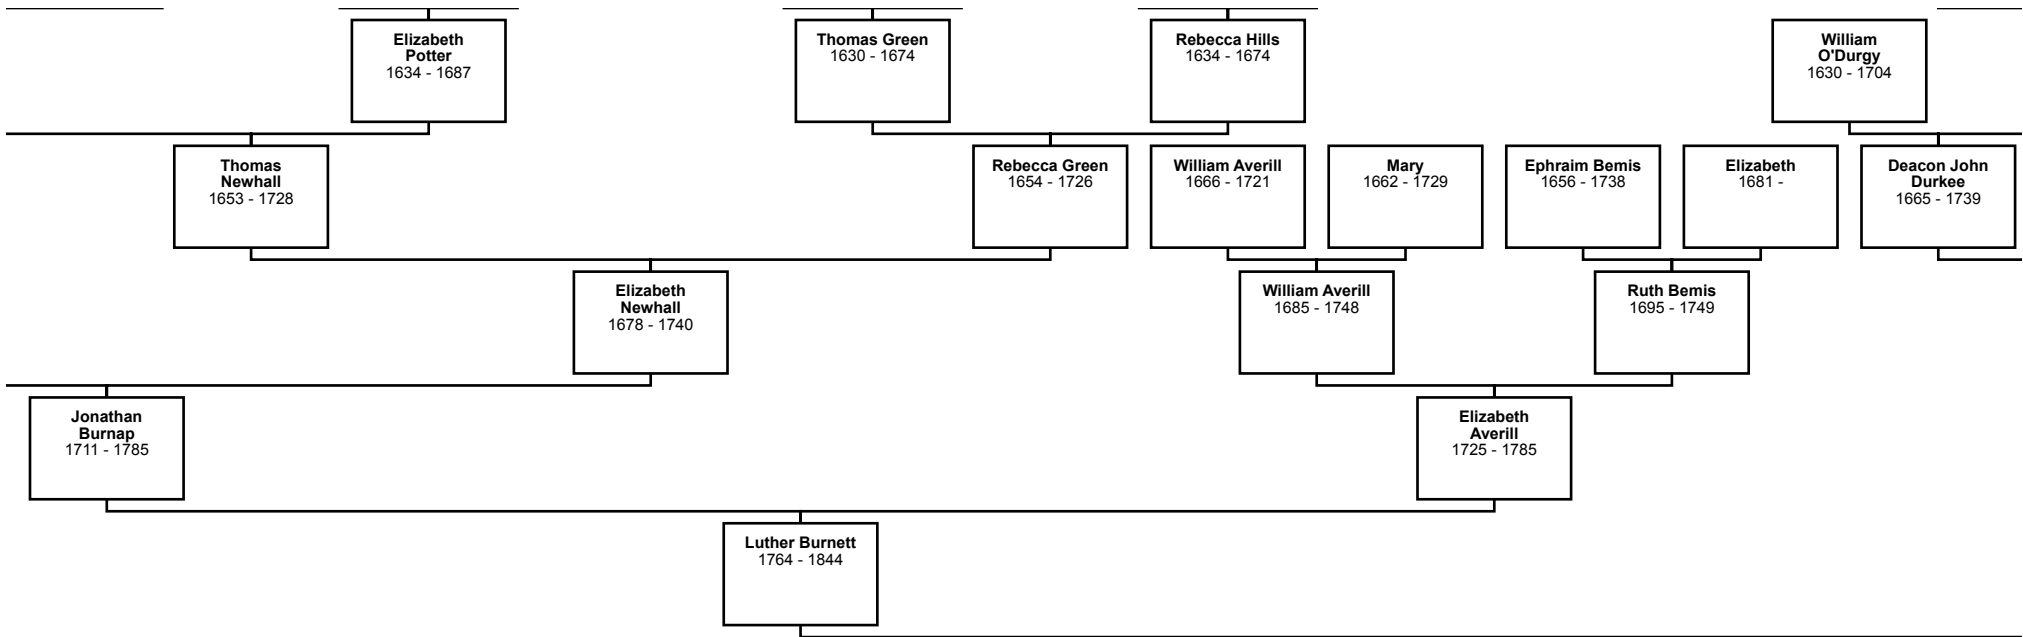 Elizabeth
Potter
1634 - 1687
Thomas Green
1630 - 1674
Rebecca Hills
1634 - 1674
William
O'Durgy
1630 - 1704
Thomas
Newhall
1653 - 1728
Rebecca Green
1654 - 1726
William Averill
1666 - 1721
Mary
1662 - 1729
Ephraim Bemis
1656 - 1738
Elizabeth
1681 -
Deacon John
Durkee
1665 - 1739
Elizabeth
Newhall
1678 - 1740
William Averill
1685 - 1748
Ruth Bemis
1695 - 1749
Jonathan
Burnap
1711 - 1785
Elizabeth
Averill
1725 - 1785
Luther Burnett
1764 - 1844